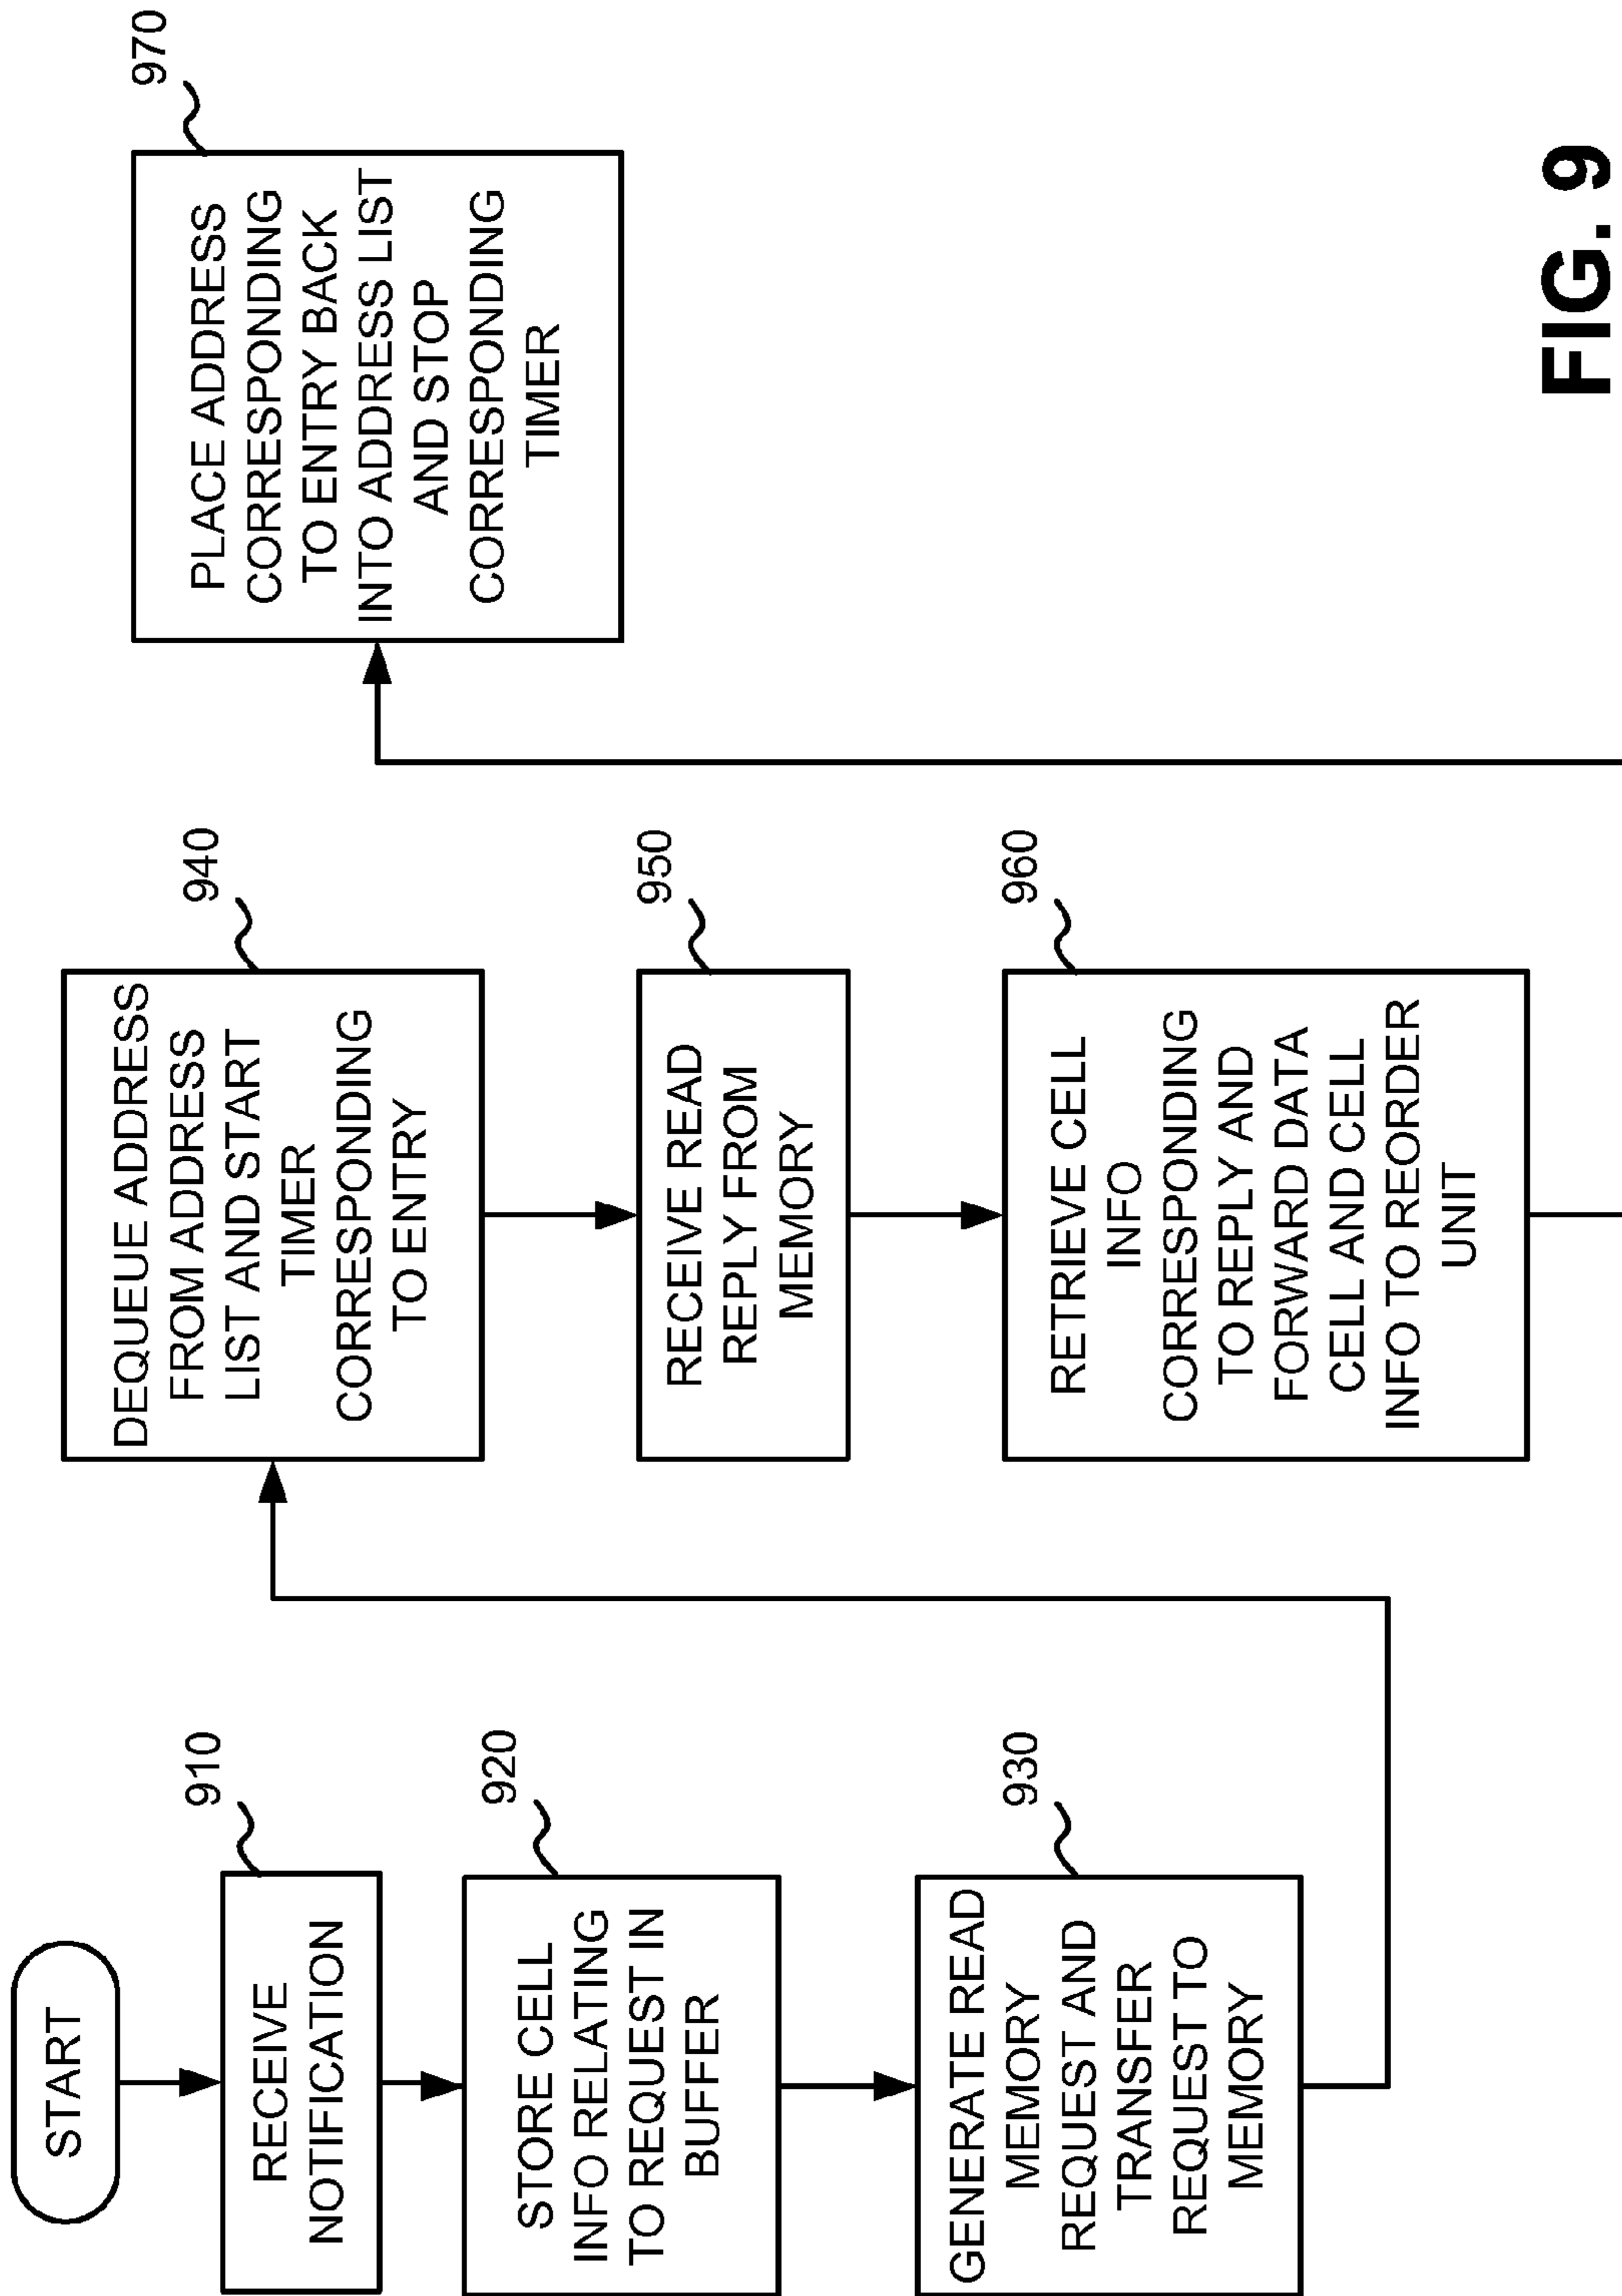 START
910
RECEIVE
NOTIFICATION
920
STORE CELL
INFO RELATING
TO REQUEST IN
BUFFER
930
GENERATE READ
MEMORY
REQUEST AND
TRANSFER
REQUEST TO
MEMORY
940
DEQUEUE ADDRESS
FROM ADDRESS
LIST AND START
TIMER
CORRESPONDING
TO ENTRY
950
RECEIVE READ
REPLY FROM
MEMORY
960
RETRIEVE CELL
INFO
CORRESPONDING
TO REPLY AND
FORWARD DATA
CELL AND CELL
INFO TO REORDER
UNIT
970
PLACE ADDRESS
CORRESPONDING
TO ENTRY BACK
INTO ADDRESS LIST
AND STOP
CORRESPONDING
TIMER
FIG. 9